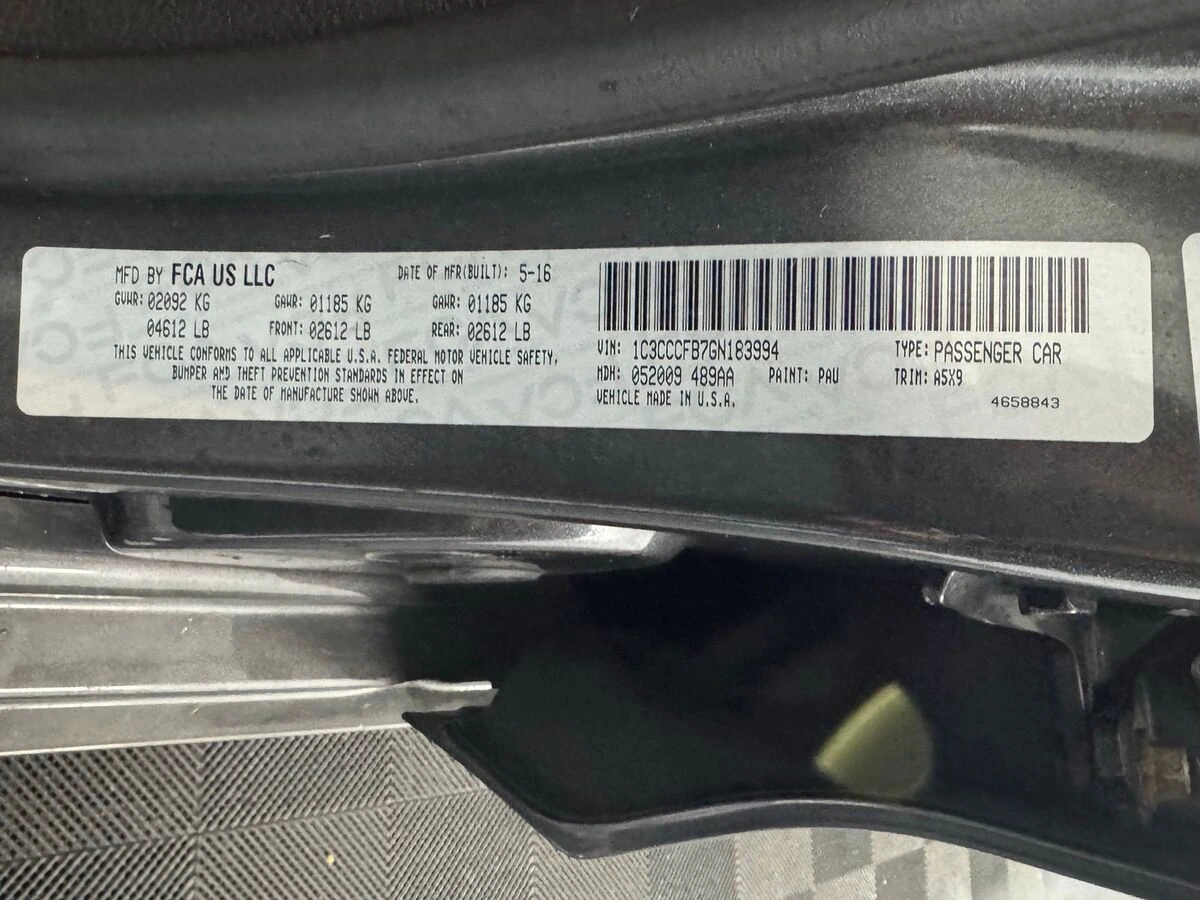 MFD BY FCA US LLC DATE OF MFR(BUILT): 5-16
GVWR: 02092 KG GAWR: 01185 KG GAWR: 01185 KG
04612 LB FRONT: 02612 LB REAR: 02612 LB
THIS VEHICLE CONFORMS TO ALL APPLICABLE U.S.A. FEDERAL MOTOR VEHICLE SAFETY,
BUMPER AND THEFT PREVENTION STANDARDS IN EFFECT ON
THE DATE OF MANUFACTURE SHOWN ABOVE.
VIN: 1C3CCCFB7GN183994 TYPE: PASSENGER CAR
MDH: 052009 489AA PAINT: PAU TRIM: A5X9
VEHICLE MADE IN U.S.A. 4658843